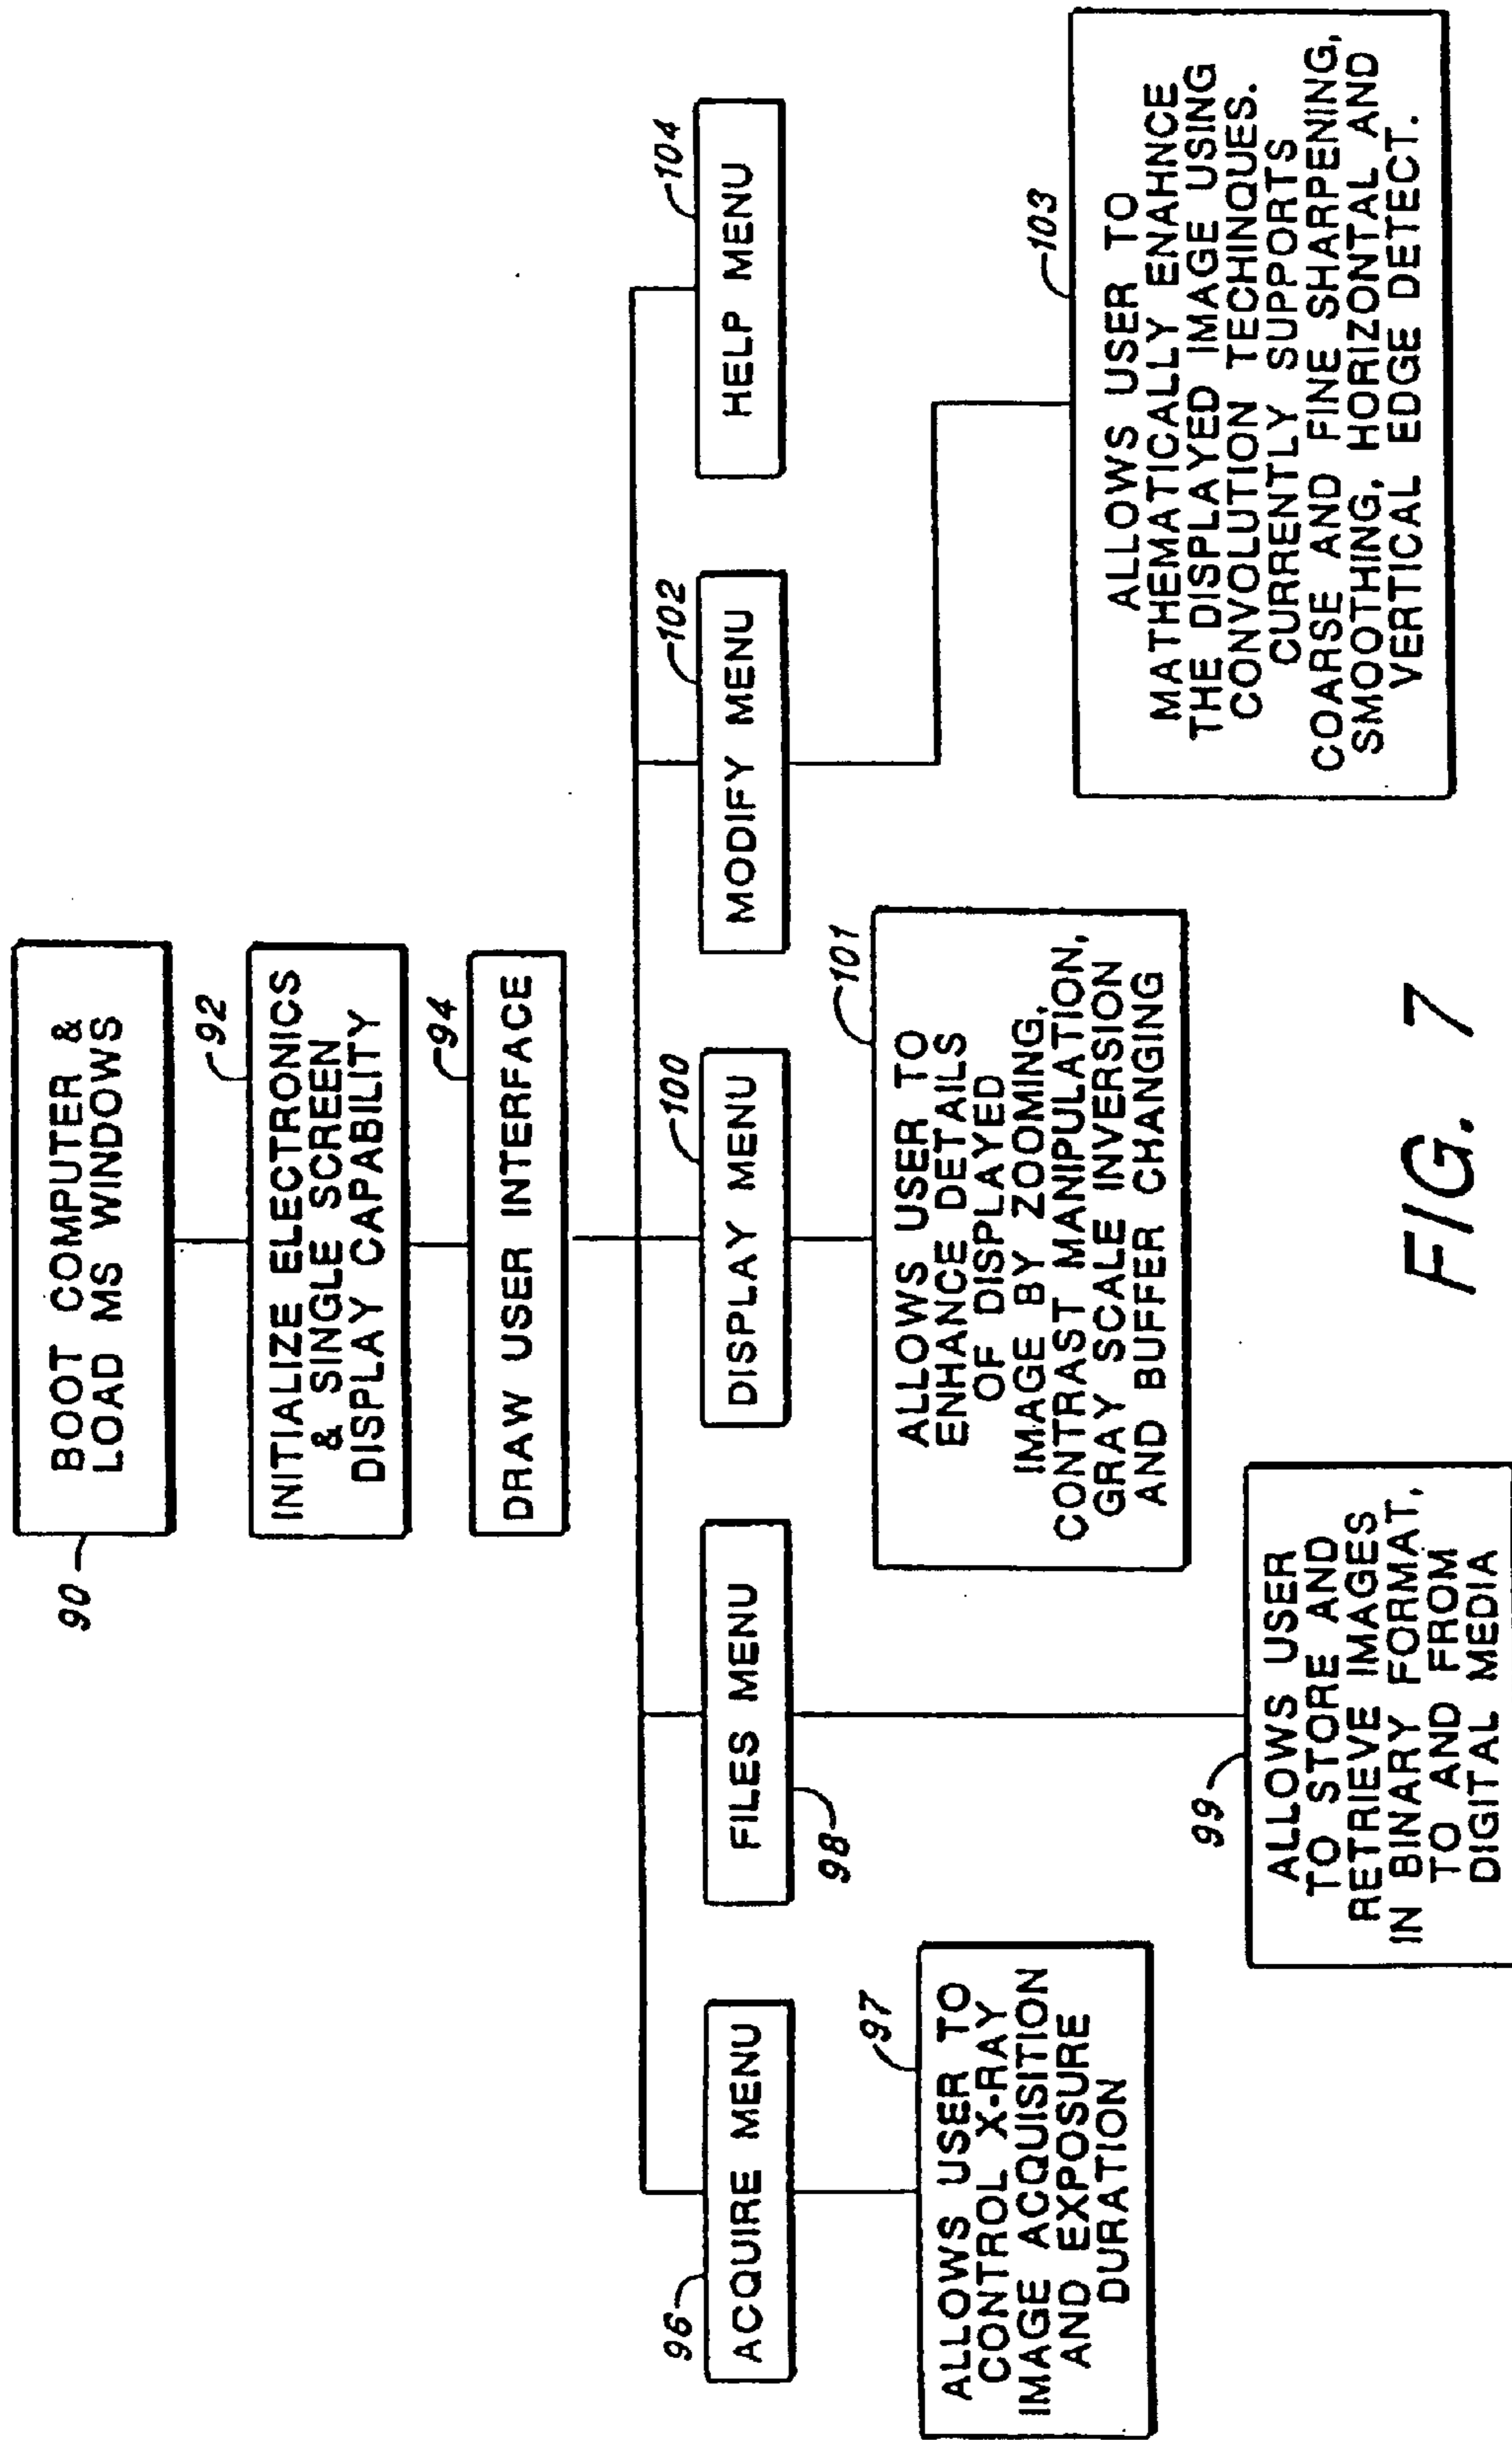 90
BOOT COMPUTER &
LOAD MS WINDOWS
92
INITIALIZE ELECTRONICS
& SINGLE SCREEN
DISPLAY CAPABILITY
94
DRAW USER INTERFACE
96
ACQUIRE MENU
98
FILES MENU
100
DISPLAY MENU
102
MODIFY MENU
104
HELP MENU
97
ALLOWS USER TO
CONTROL X-RAY
IMAGE ACQUISITION
AND EXPOSURE
DURATION
99
ALLOWS USER
TO STORE AND
RETRIEVE IMAGES
IN BINARY FORMAT,
TO AND FROM
DIGITAL MEDIA
101
ALLOWS USER TO
ENHANCE DETAILS
OF DISPLAYED
IMAGE BY ZOOMING,
CONTRAST MANIPULATION,
GRAY SCALE INVERSION
AND BUFFER CHANGING
103
ALLOWS USER TO
MATHEMATICALLY ENAHNCE
THE DISPLAYED IMAGE USING
CONVOLUTION TECHINQUES.
CURRENTLY SUPPORTS
COARSE AND FINE SHARPENING,
SMOOTHING, HORIZONTAL AND
VERTICAL EDGE DETECT.
FIG. 7